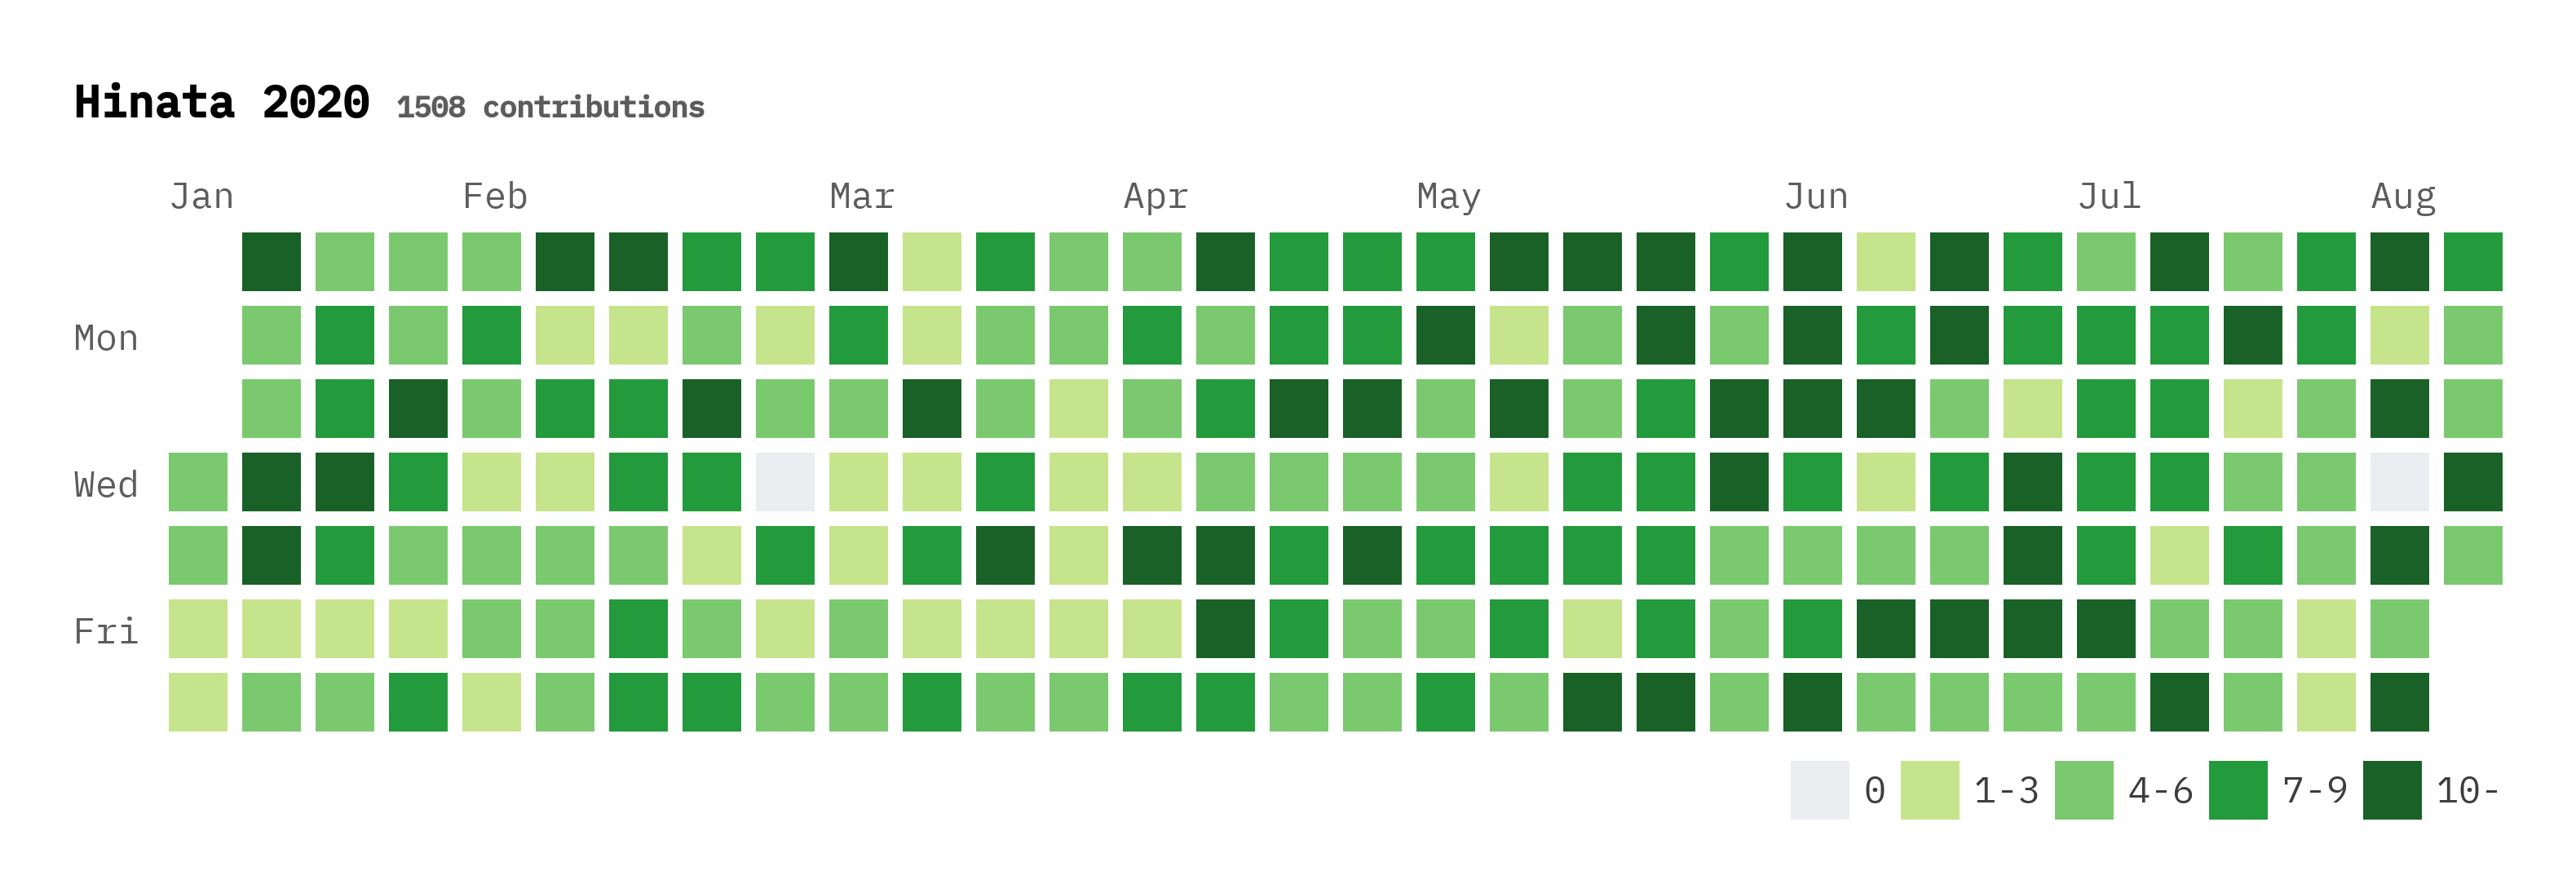 Hinata 2020 1508 contributions
Jan Feb Mar Apr May Jun Jul Aug
Mon
Wed
Fri
0 1-3 4-6 7-9 10-